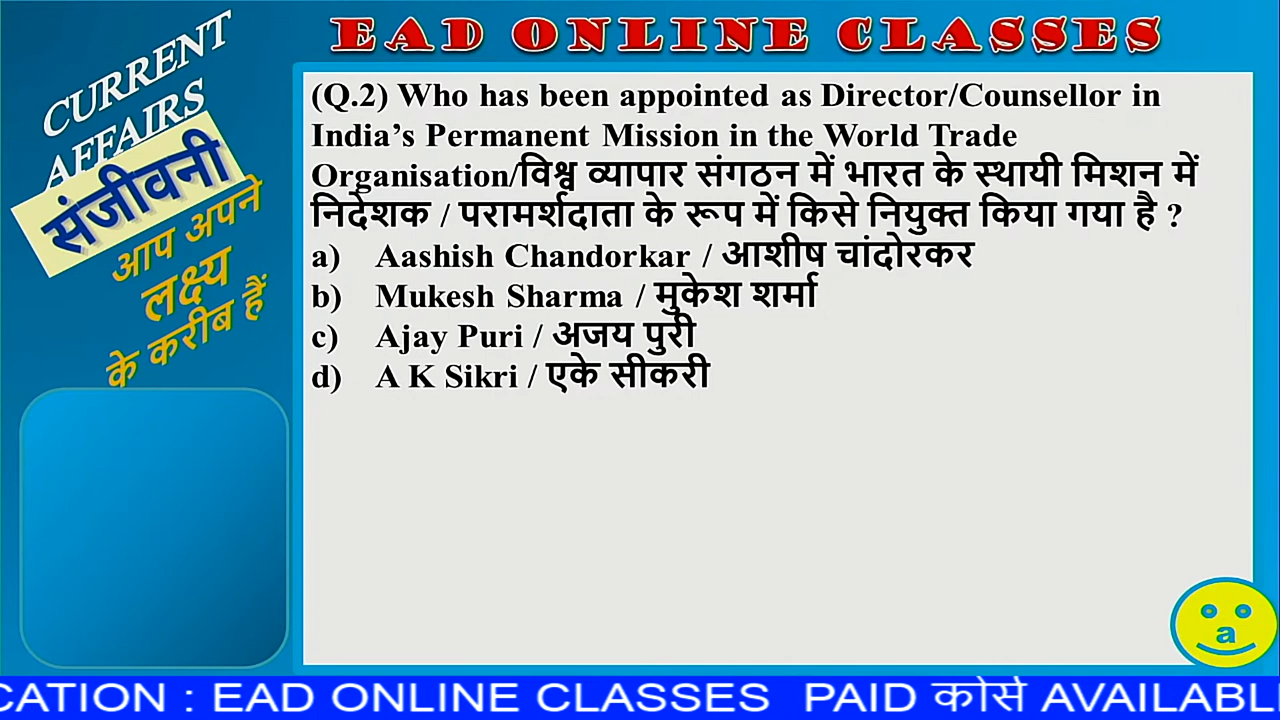 EAD ONLINE CLASSES
CURRENT
AFFAIRS
संजीवनी
आप अपने
लक्ष्य
के करीब हैं
(Q.2) Who has been appointed as Director/Counsellor in
India’s Permanent Mission in the World Trade
Organisation/विश्व व्यापार संगठन में भारत के स्थायी मिशन में
निदेशक / परामर्शदाता के रूप में किसे नियुक्त किया गया है ?
a) Aashish Chandorkar / आशीष चांदोरकर
b) Mukesh Sharma / मुकेश शर्मा
c) Ajay Puri / अजय पुरी
d) A K Sikri / एके सीकरी
a
CATION : EAD ONLINE CLASSES PAID कोर्स AVAILABL